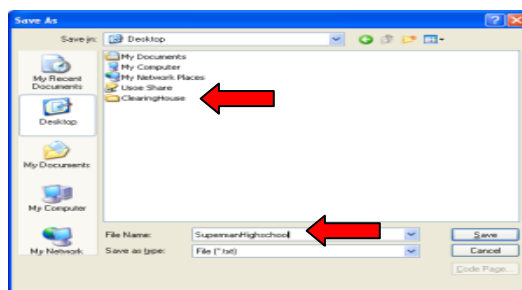 Save As
Save in: Desktop
My Documents
My Computer
My Network Places
Usoe Share
ClearingHouse
My Recent
Documents
Desktop
My Documents
My Computer
My Network
File Name: SupermanHighschool
Save as type: File (*.txt)
Save
Cancel
Code Page...